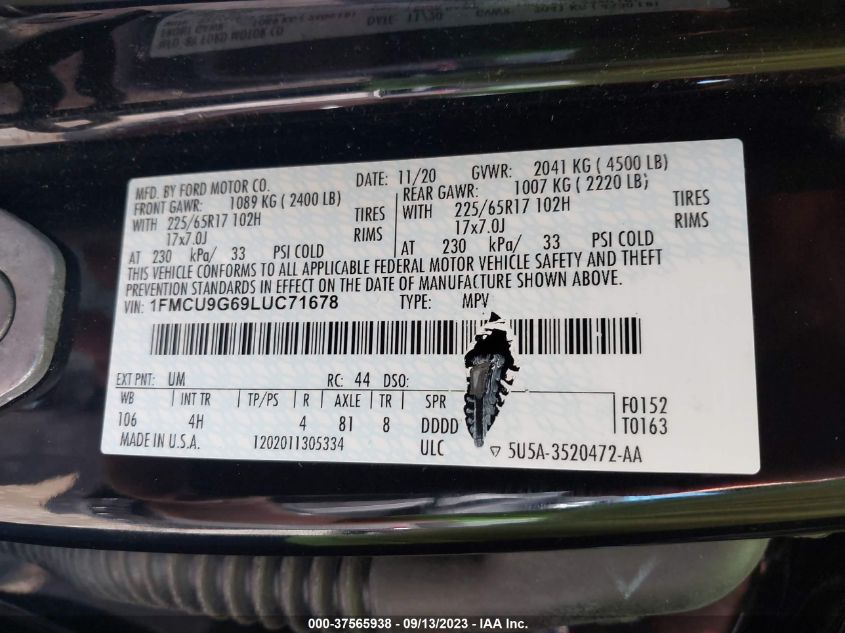 MFD. BY FORD MOTOR CO.
DATE: 11/20 GVWR: 2041 KG ( 4500 LB)
FRONT GAWR: 1089 KG ( 2400 LB)
REAR GAWR: 1007 KG ( 2220 LB)
WITH 225/65R17 102H TIRES
WITH 225/65R17 102H TIRES
17x7.0J RIMS
17x7.0J RIMS
AT 230 kPa/ 33 PSI COLD
AT 230 kPa/ 33 PSI COLD
THIS VEHICLE CONFORMS TO ALL APPLICABLE FEDERAL MOTOR VEHICLE SAFETY AND THEFT
PREVENTION STANDARDS IN EFFECT ON THE DATE OF MANUFACTURE SHOWN ABOVE.
VIN: 1FMCU9G69LUC71678 TYPE: MPV
EXT PNT: UM RC: 44 DSO:
WB INT TR TP/PS R AXLE TR SPR
106 4H 4 81 8 DDDD
F0152
T0163
MADE IN U.S.A. 1202011305334 ULC 5U5A-3520472-AA
000-37565938 - 09/13/2023 - IAA Inc.